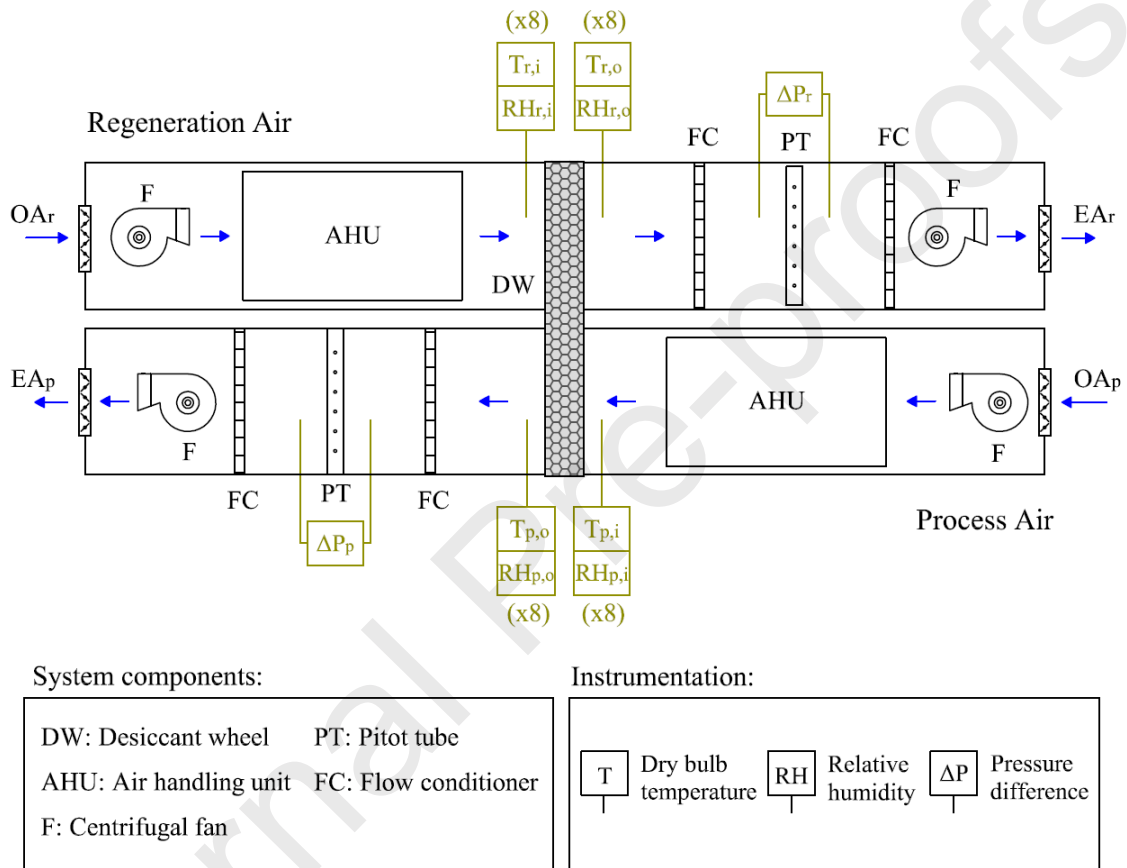 (x8) (x8)
Tr,i Tr,o
RHr,i RHr,o
ΔPr
Regeneration Air
FC PT FC
F F
OAr EAr
AHU
DW
EAp OAp
AHU
F F
FC PT FC
Process Air
ΔPp
Tp,o Tp,i
RHp,o RHp,i
(x8) (x8)
System components:
DW: Desiccant wheel PT: Pitot tube
AHU: Air handling unit FC: Flow conditioner
F: Centrifugal fan
Instrumentation:
T Dry bulb temperature
RH Relative humidity
ΔP Pressure difference
rnal Pre-proofs